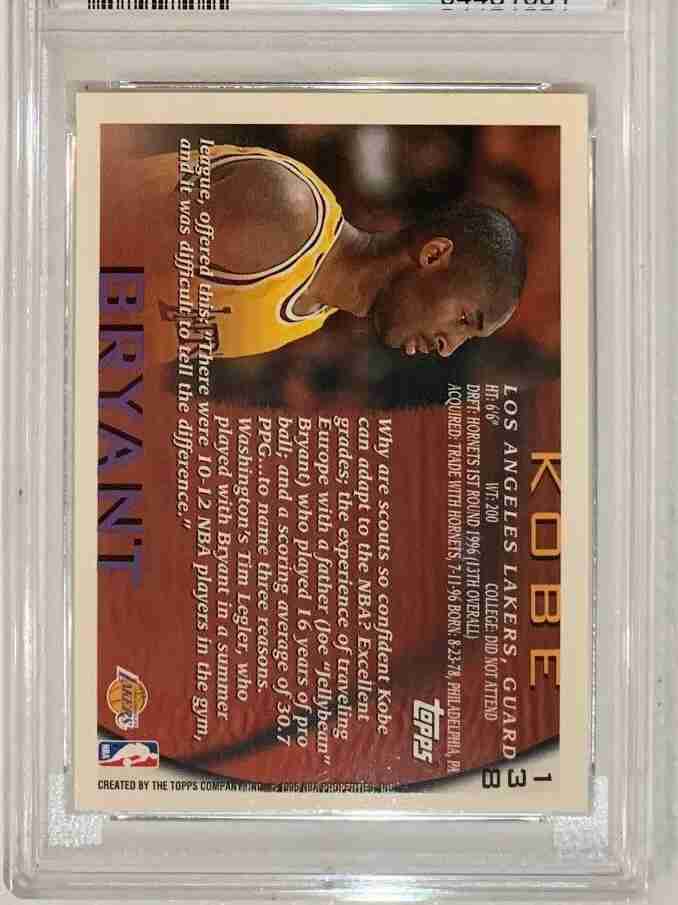 KOBE
138
LOS ANGELES LAKERS, GUARD
HT: 6'6" WT: 200 COLLEGE: DID NOT ATTEND
DRFT: HORNETS 1ST ROUND 1996 (13TH OVERALL)
ACQUIRED: TRADE WITH HORNETS, 7-11-96 BORN: 8-23-78, PHILADELPHIA, PA
topps
Why are scouts so confident Kobe
can adapt to the NBA? Excellent
grades; the experience of traveling
Europe with a father (Joe "Jellybean"
Bryant) who played 16 years of pro
ball; and a scoring average of 30.7
PPG...to name three reasons.
Washington's Tim Legler, who
played with Bryant in a summer
league, offered this: "There were 10-12 NBA players in the gym,
and it was difficult to tell the difference."
BRYANT
LAKERS
NBA
CREATED BY THE TOPPS COMPANY, INC. © 1996 NBA PROPERTIES, INC.